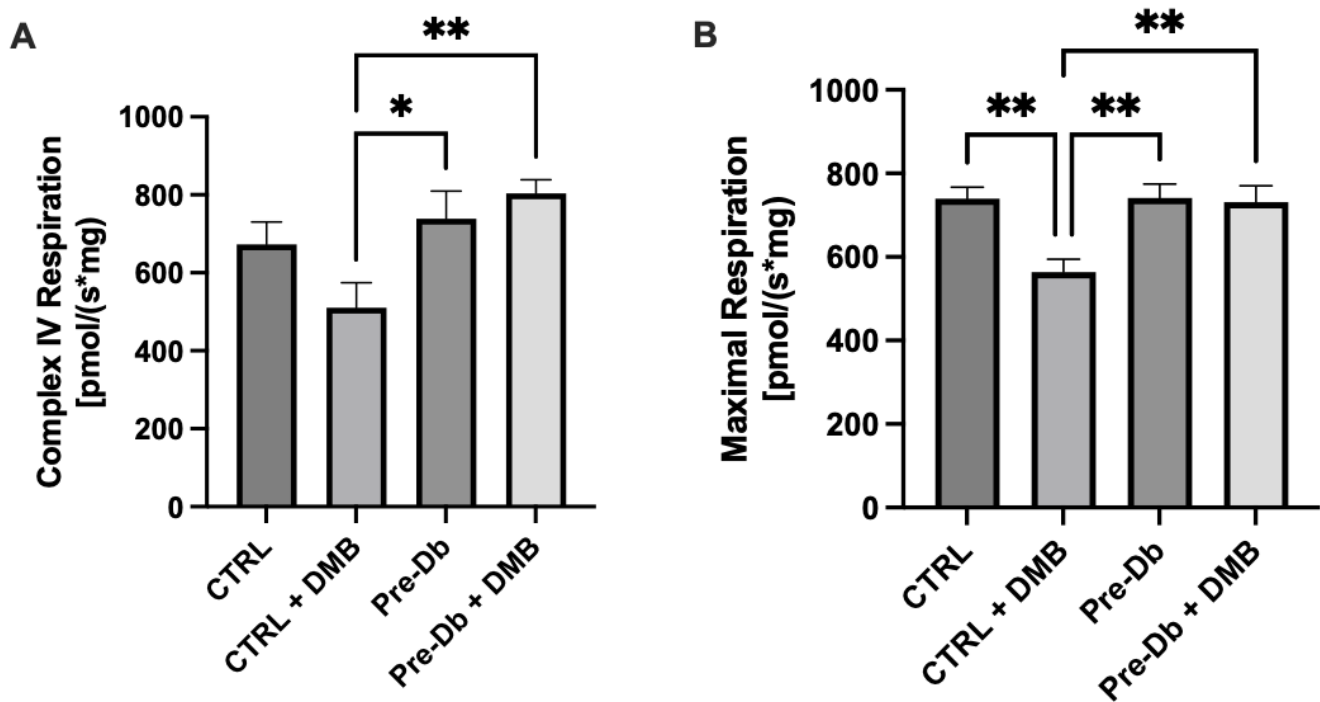 A
**
*
1000
800
600
400
200
0
Complex IV Respiration
[pmol/(s*mg)
CTRL
CTRL + DMB
Pre-Db
Pre-Db + DMB
B
**
**
**
1000
800
600
400
200
0
Maximal Respiration
[pmol/(s*mg)
CTRL
CTRL + DMB
Pre-Db
Pre-Db + DMB